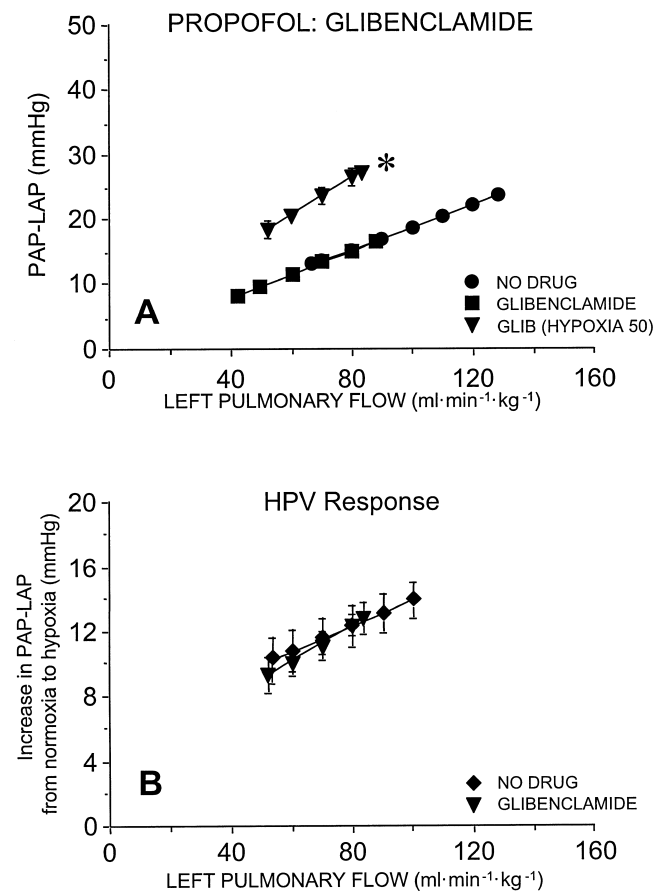 PROPOFOL: GLIBENCLAMIDE
50
40
30
20
10
0
PAP-LAP (mmHg)
*
A
NO DRUG
GLIBENCLAMIDE
GLIB (HYPOXIA 50)
0 40 80 120 160
LEFT PULMONARY FLOW (ml·min⁻¹·kg⁻¹)
HPV Response
20
16
12
8
4
0
Increase in PAP-LAP
from normoxia to hypoxia (mmHg)
B
NO DRUG
GLIBENCLAMIDE
0 40 80 120 160
LEFT PULMONARY FLOW (ml·min⁻¹·kg⁻¹)